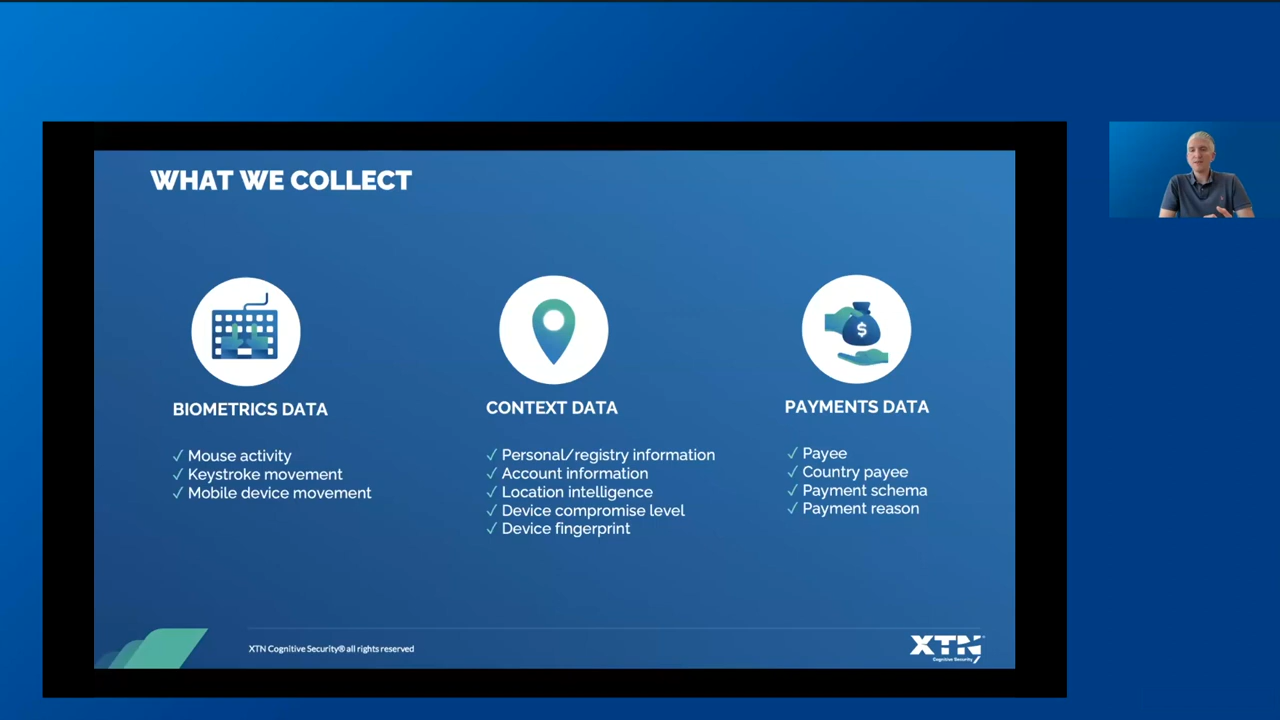 WHAT WE COLLECT
BIOMETRICS DATA
✓ Mouse activity
✓ Keystroke movement
✓ Mobile device movement
CONTEXT DATA
✓ Personal/registry information
✓ Account information
✓ Location intelligence
✓ Device compromise level
✓ Device fingerprint
PAYMENTS DATA
✓ Payee
✓ Country payee
✓ Payment schema
✓ Payment reason
XTN Cognitive Security® all rights reserved
XTN
Cognitive Security